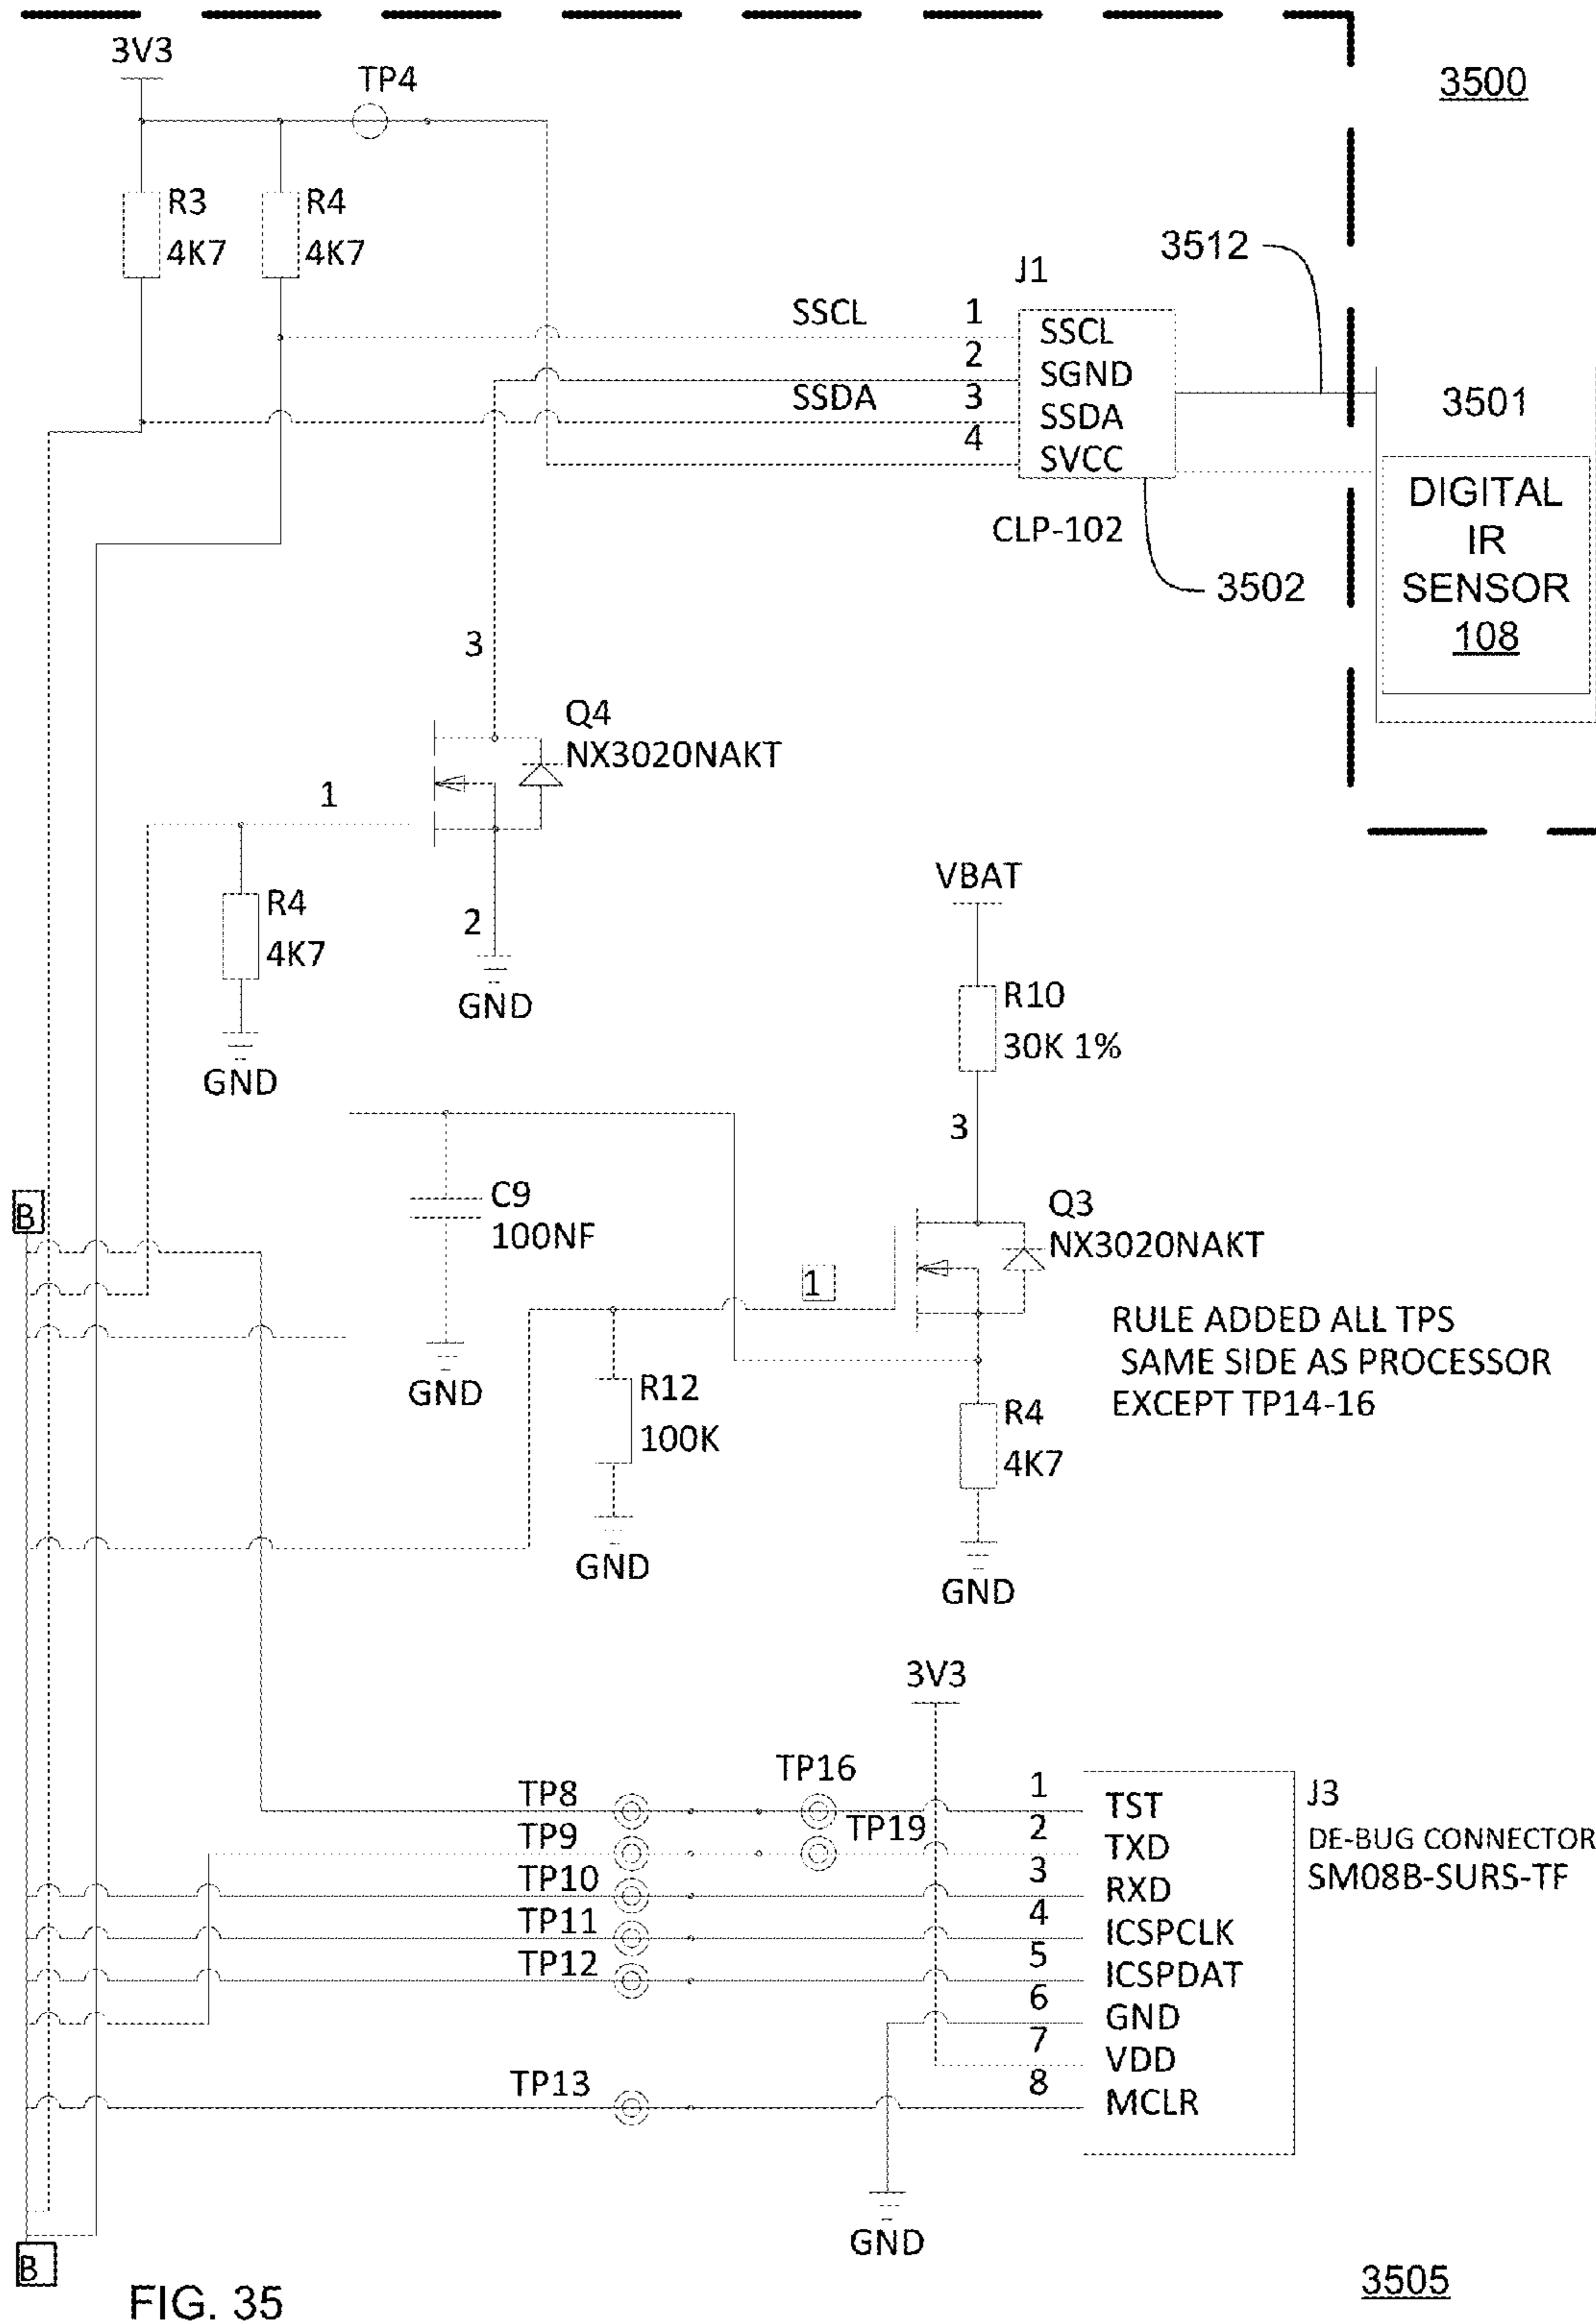 3V3
TP4
3500
R3
4K7
R4
4K7
3512
J1
SSCL
1
SSCL
2
SGND
SSDA
3
SSDA
4
SVCC
CLP-102
3502
3501
DIGITAL
IR
SENSOR
108
3
Q4
NX3020NAKT
1
R4
4K7
2
GND
GND
VBAT
R10
30K 1%
3
C9
100NF
GND
B
Q3
NX3020NAKT
1
R12
100K
GND
RULE ADDED ALL TPS
SAME SIDE AS PROCESSOR
EXCEPT TP14-16
R4
4K7
GND
3V3
TP8
TP16
1
TST
J3
TP9
TP19
2
TXD
DE-BUG CONNECTOR
TP10
3
RXD
SM08B-SURS-TF
TP11
4
ICSPCLK
TP12
5
ICSPDAT
6
GND
7
VDD
TP13
8
MCLR
GND
B
FIG. 35
3505